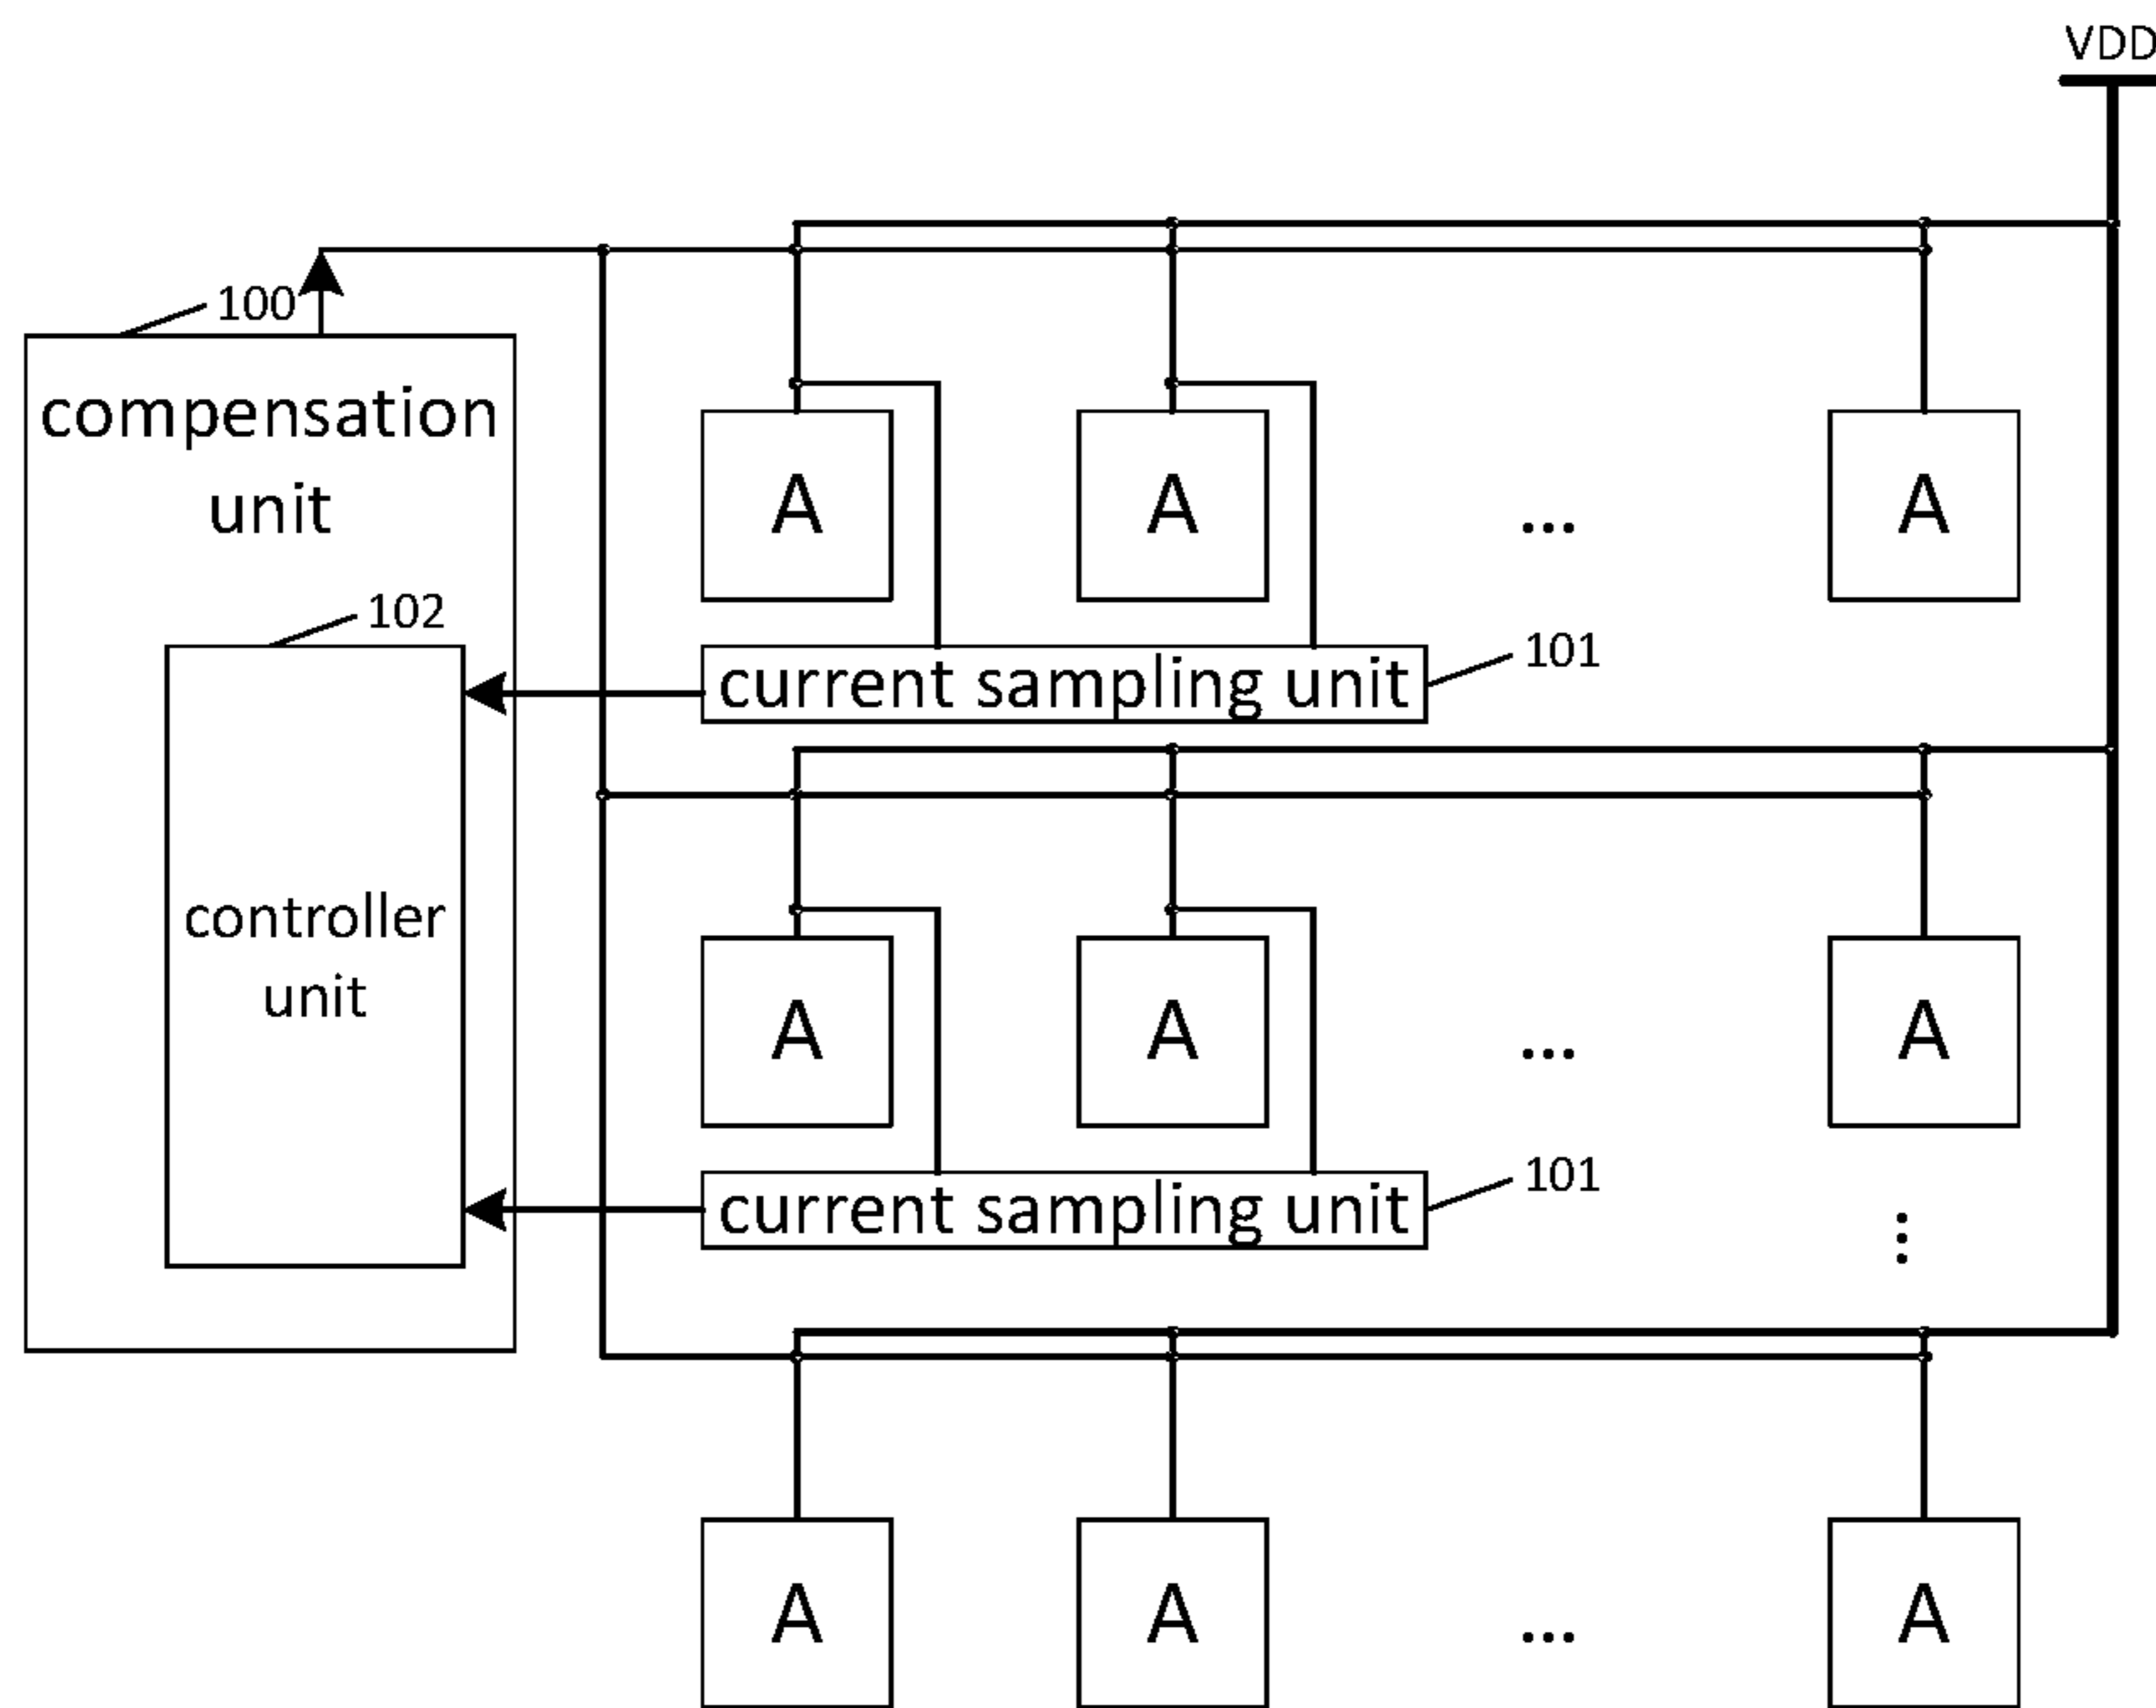 VDD
100
compensation
unit
A
A
...
A
102
101
current sampling unit
controller
unit
A
A
...
A
101
current sampling unit
⋮
A
A
...
A